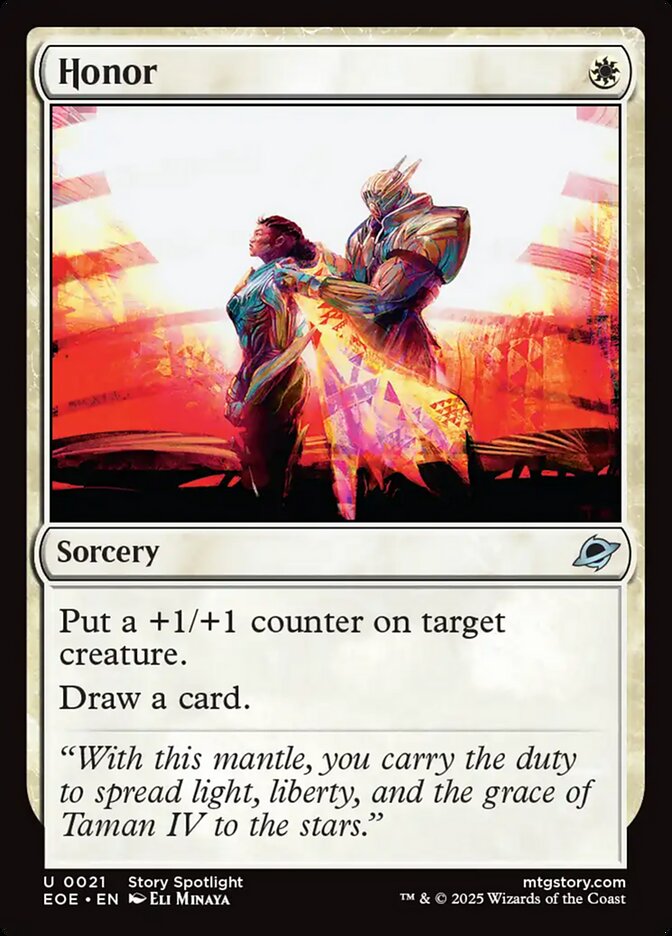 Honor
Sorcery
Put a +1/+1 counter on target
creature.
Draw a card.
“With this mantle, you carry the duty
to spread light, liberty, and the grace of
Taman IV to the stars.”
U 0021 Story Spotlight mtgstory.com
EOE • EN Eli Minaya ™ & © 2025 Wizards of the Coast